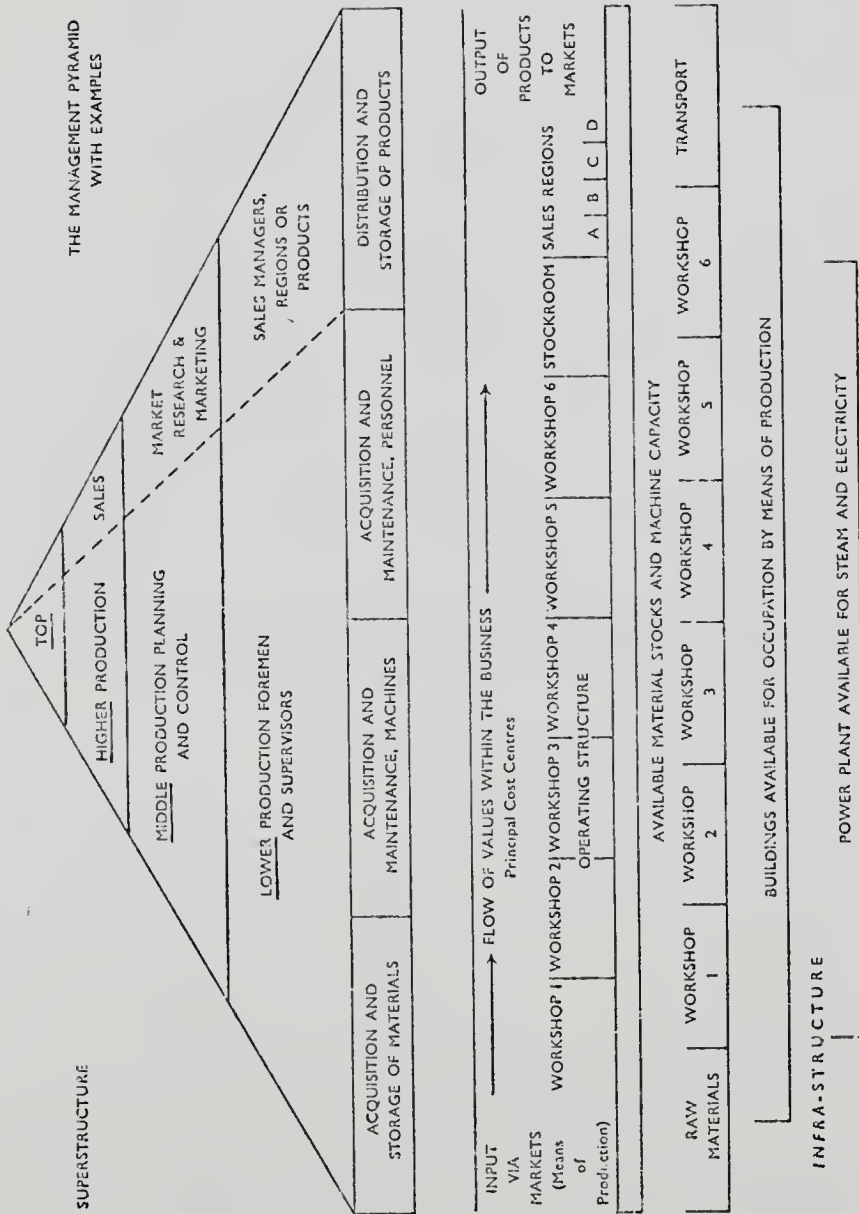 SUPERSTRUCTURE
THE MANAGEMENT PYRAMID
WITH EXAMPLES
TOP
HIGHER PRODUCTION
SALES
MIDDLE PRODUCTION PLANNING
AND CONTROL
MARKET
RESEARCH &
MARKETING
LOWER PRODUCTION FOREMEN
AND SUPERVISORS
SALES MANAGERS,
REGIONS OR
PRODUCTS
ACQUISITION AND
STORAGE OF MATERIALS
ACQUISITION AND
MAINTENANCE, MACHINES
ACQUISITION AND
MAINTENANCE, PERSONNEL
DISTRIBUTION AND
STORAGE OF PRODUCTS
INPUT
VIA
MARKETS
(Means
of
Production)
FLOW OF VALUES WITHIN THE BUSINESS
Principal Cost Centres
OUTPUT
OF
PRODUCTS
TO
MARKETS
WORKSHOP 1 WORKSHOP 2 WORKSHOP 3 WORKSHOP 4 WORKSHOP 5 WORKSHOP 6 STOCKROOM SALES REGIONS
OPERATING STRUCTURE
A B C D
AVAILABLE MATERIAL STOCKS AND MACHINE CAPACITY
RAW
MATERIALS
WORKSHOP
1
WORKSHOP
2
WORKSHOP
3
WORKSHOP
4
WORKSHOP
5
WORKSHOP
6
TRANSPORT
BUILDINGS AVAILABLE FOR OCCUPATION BY MEANS OF PRODUCTION
INFRA-STRUCTURE
POWER PLANT AVAILABLE FOR STEAM AND ELECTRICITY